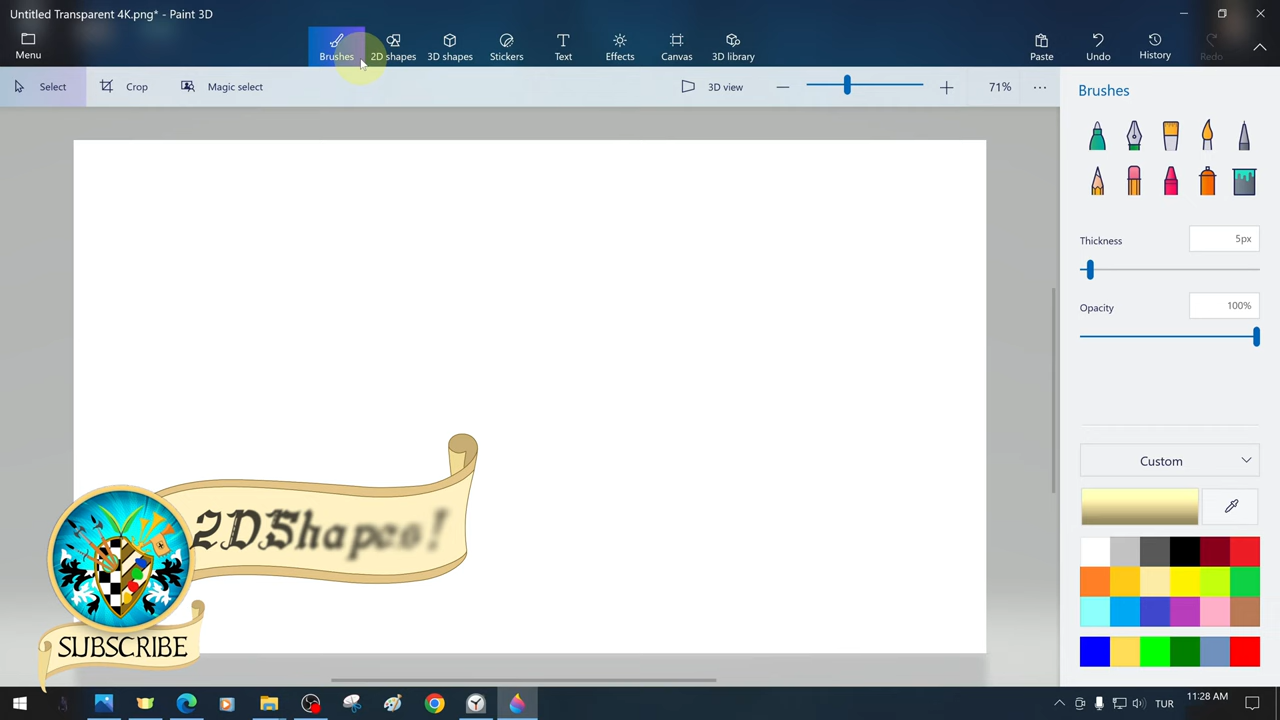 Untitled Transparent 4K.png* - Paint 3D
Menu
Brushes
2D shapes
3D shapes
Stickers
Text
Effects
Canvas
3D library
Paste
Undo
History
Redo
Select
Crop
Magic select
3D view
71%
Brushes
Thickness
5px
Opacity
100%
Custom
2DShapes!
SUBSCRIBE
TUR
11:28 AM